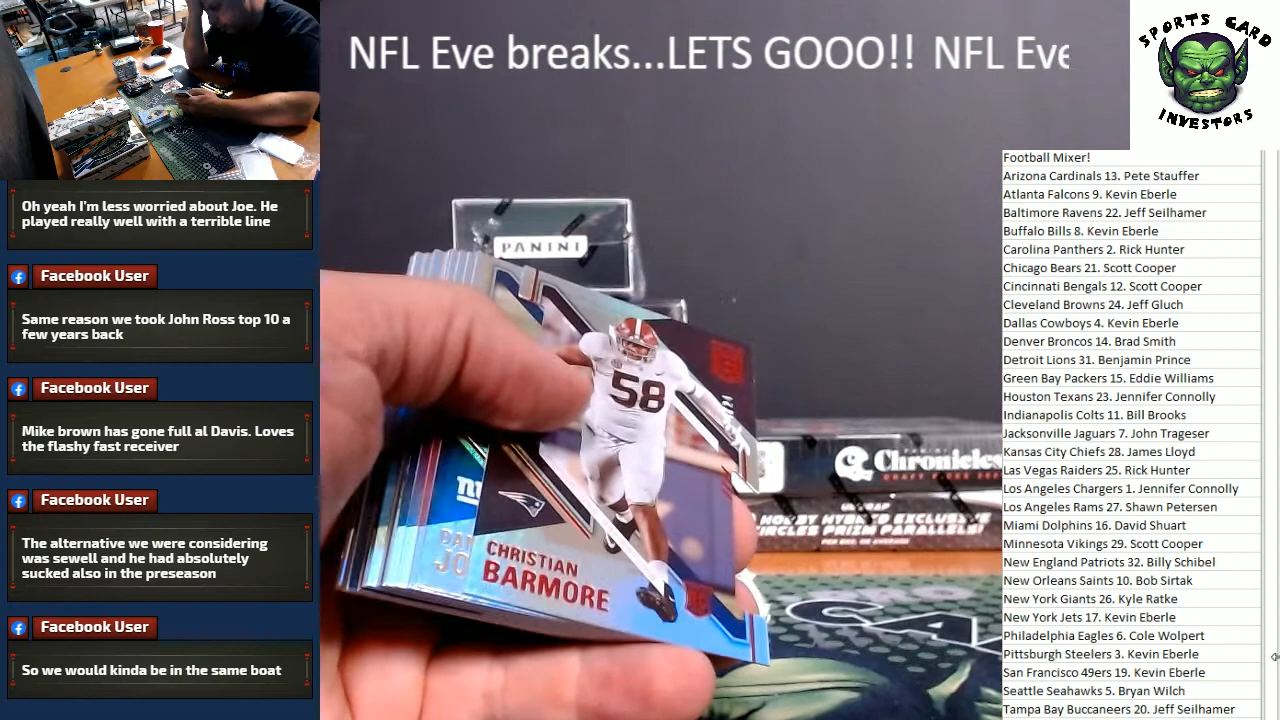 NFL Eve breaks...LETS GOOO!! NFL Eve
SPORTS CARD
INVESTORS
Oh yeah I'm less worried about Joe. He
played really well with a terrible line
Facebook User
Same reason we took John Ross top 10 a
few years back
Facebook User
Mike brown has gone full al Davis. Loves
the flashy fast receiver
Facebook User
The alternative we were considering
was sewell and he had absolutely
sucked also in the preseason
Facebook User
So we would kinda be in the same boat
PANINI
58
CHRISTIAN
BARMORE
Chronicles
DRAFT PICKS
HOBBY HYBRID EXCLUSIVE
CIRCLES PRIZM PARALLELS!
Football Mixer!
Arizona Cardinals 13. Pete Stauffer
Atlanta Falcons 9. Kevin Eberle
Baltimore Ravens 22. Jeff Seilhamer
Buffalo Bills 8. Kevin Eberle
Carolina Panthers 2. Rick Hunter
Chicago Bears 21. Scott Cooper
Cincinnati Bengals 12. Scott Cooper
Cleveland Browns 24. Jeff Gluch
Dallas Cowboys 4. Kevin Eberle
Denver Broncos 14. Brad Smith
Detroit Lions 31. Benjamin Prince
Green Bay Packers 15. Eddie Williams
Houston Texans 23. Jennifer Connolly
Indianapolis Colts 11. Bill Brooks
Jacksonville Jaguars 7. John Trageser
Kansas City Chiefs 28. James Lloyd
Las Vegas Raiders 25. Rick Hunter
Los Angeles Chargers 1. Jennifer Connolly
Los Angeles Rams 27. Shawn Petersen
Miami Dolphins 16. David Shuart
Minnesota Vikings 29. Scott Cooper
New England Patriots 32. Billy Schibel
New Orleans Saints 10. Bob Sirtak
New York Giants 26. Kyle Ratke
New York Jets 17. Kevin Eberle
Philadelphia Eagles 6. Cole Wolpert
Pittsburgh Steelers 3. Kevin Eberle
San Francisco 49ers 19. Kevin Eberle
Seattle Seahawks 5. Bryan Wilch
Tampa Bay Buccaneers 20. Jeff Seilhamer